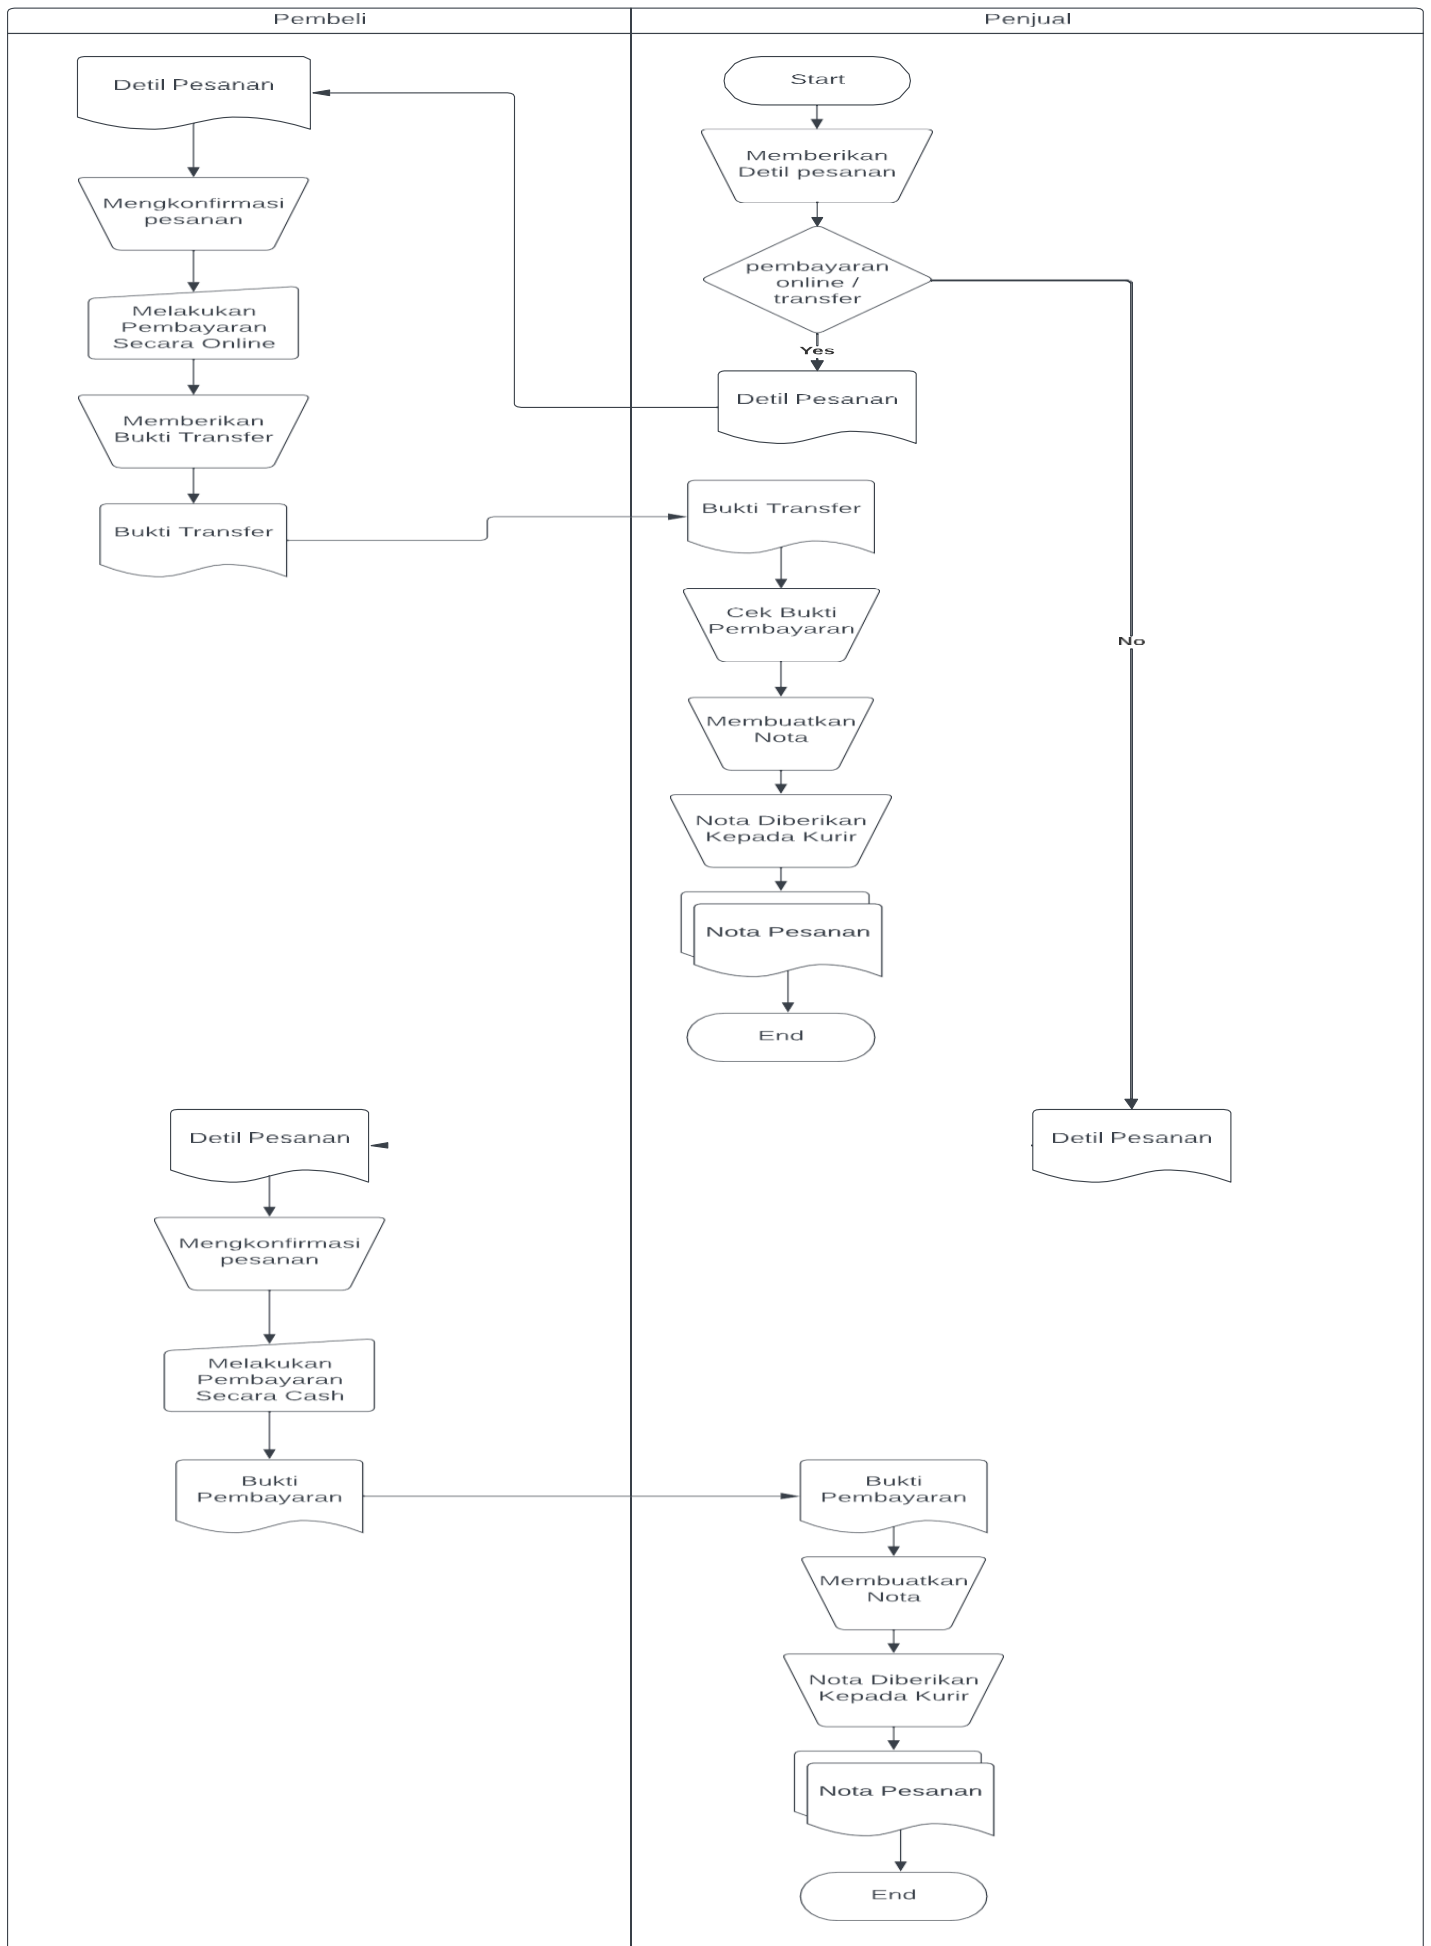 Pembeli
Penjual
Detil Pesanan
Start
Memberikan
Detil pesanan
Mengkonfirmasi
pesanan
pembayaran
online /
transfer
Melakukan
Pembayaran
Secara Online
Yes
Detil Pesanan
Memberikan
Bukti Transfer
Bukti Transfer
Bukti Transfer
Cek Bukti
Pembayaran
No
Membuatkan
Nota
Nota Diberikan
Kepada Kurir
Nota Pesanan
End
Detil Pesanan
Detil Pesanan
Mengkonfirmasi
pesanan
Melakukan
Pembayaran
Secara Cash
Bukti
Pembayaran
Bukti
Pembayaran
Membuatkan
Nota
Nota Diberikan
Kepada Kurir
Nota Pesanan
End